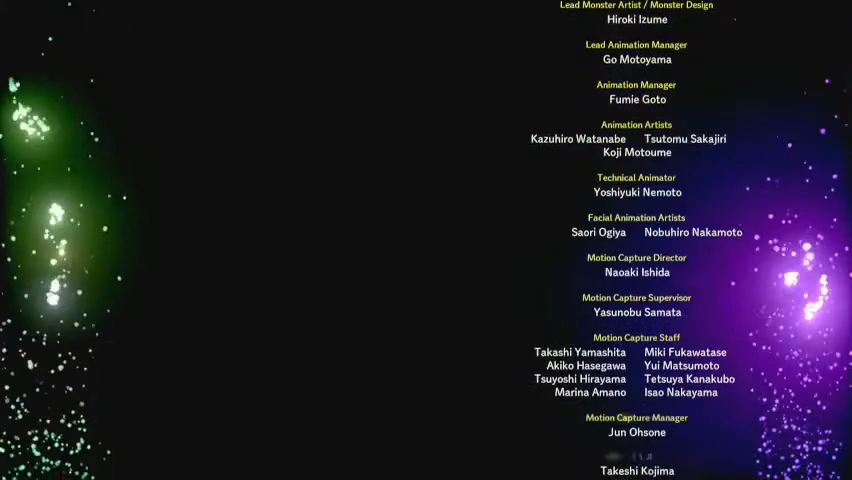 Lead Monster Artist / Monster Design
Hiroki Izume
Lead Animation Manager
Go Motoyama
Animation Manager
Fumie Goto
Animation Artists
Kazuhiro Watanabe Tsutomu Sakajiri
Koji Motoume
Technical Animator
Yoshiyuki Nemoto
Facial Animation Artists
Saori Ogiya Nobuhiro Nakamoto
Motion Capture Director
Naoaki Ishida
Motion Capture Supervisor
Yasunobu Samata
Motion Capture Staff
Takashi Yamashita Miki Fukawatase
Akiko Hasegawa Yui Matsumoto
Tsuyoshi Hirayama Tetsuya Kanakubo
Marina Amano Isao Nakayama
Motion Capture Manager
Jun Ohsone
Takeshi Kojima